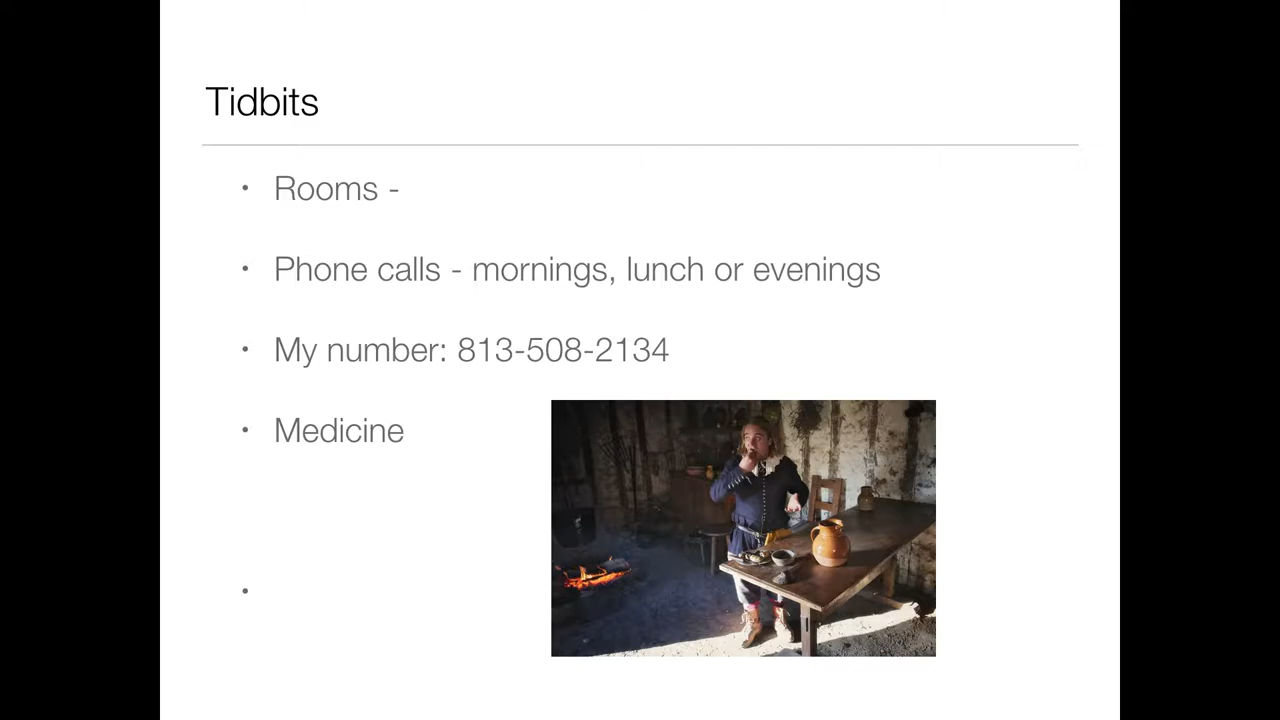 Tidbits
• Rooms -
• Phone calls - mornings, lunch or evenings
• My number: 813-508-2134
• Medicine
•